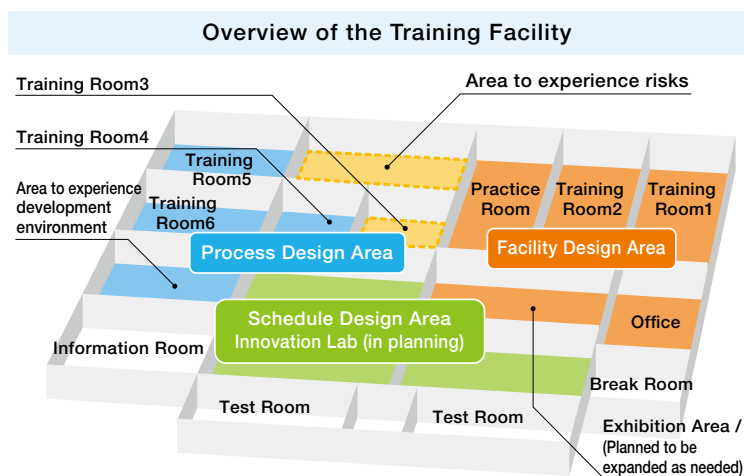 Overview of the Training Facility
Training Room3
Area to experience risks
Training Room4
Training
Room5
Area to experience
development
environment
Training
Room6
Practice
Room
Training
Room2
Training
Room1
Process Design Area
Facility Design Area
Schedule Design Area
Innovation Lab (in planning)
Office
Information Room
Break Room
Test Room
Test Room
Exhibition Area /
(Planned to be
expanded as needed)